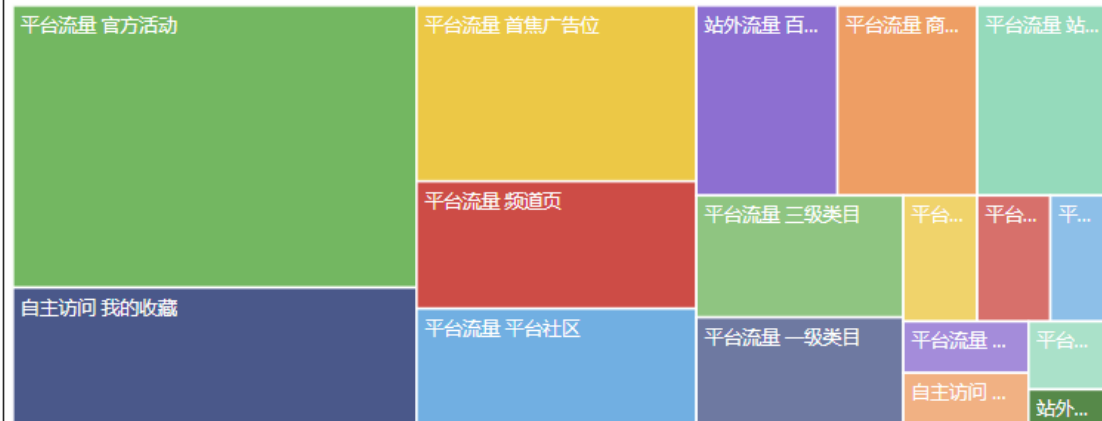 平台流量 官方活动
平台流量 首焦广告位
站外流量 百...
平台流量 商...
平台流量 站...
平台流量 频道页
平台流量 三级类目
平台...
平台...
平...
自主访问 我的收藏
平台流量 平台社区
平台流量 一级类目
平台流量 ...
平台...
自主访问 ...
站外...